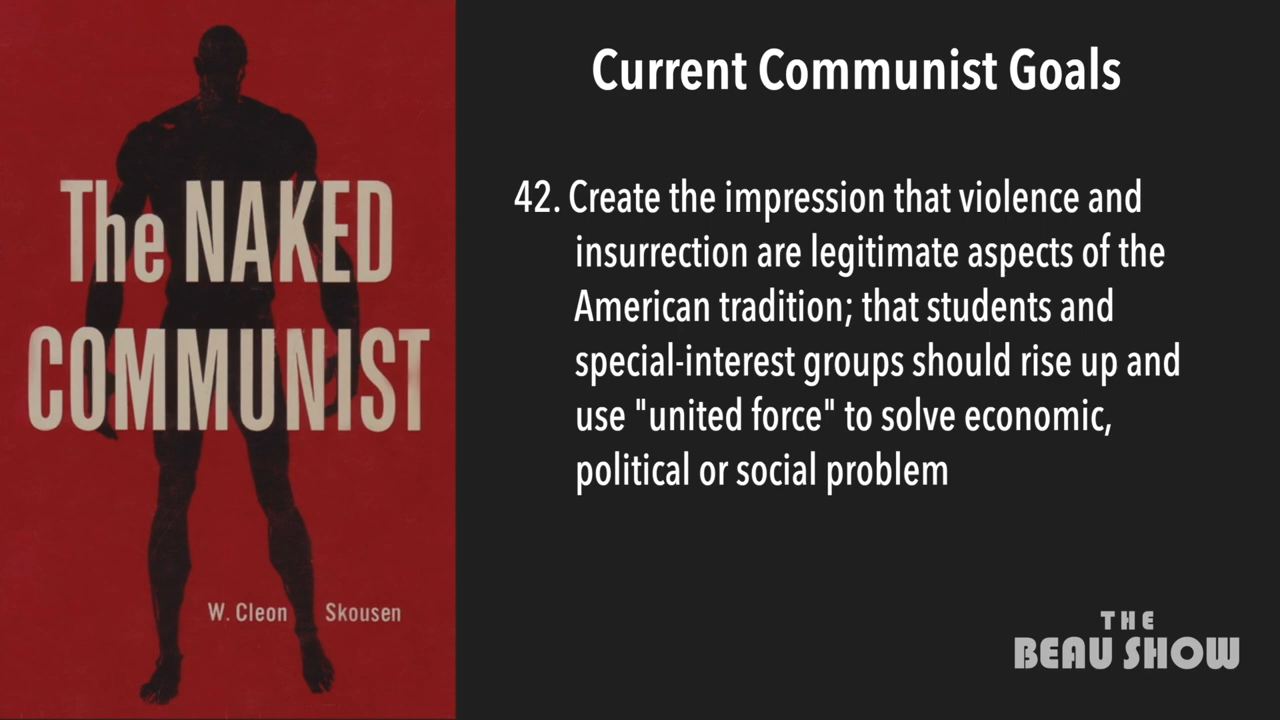 The NAKED
COMMUNIST
W. Cleon Skousen
Current Communist Goals
42. Create the impression that violence and
insurrection are legitimate aspects of the
American tradition; that students and
special-interest groups should rise up and
use "united force" to solve economic,
political or social problem
THE
BEAU SHOW